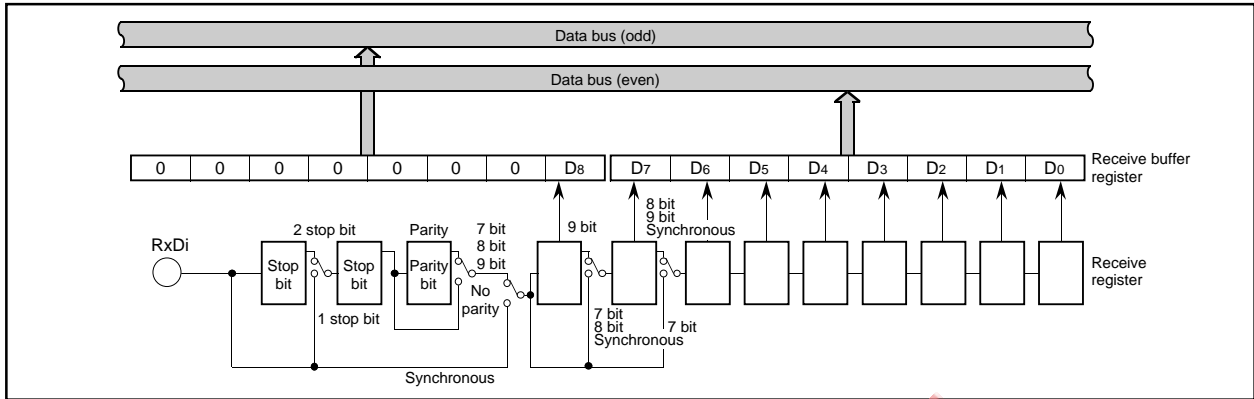 Data bus (odd)
Data bus (even)
0 0 0 0 0 0 0 D8 D7 D6 D5 D4 D3 D2 D1 D0
Receive buffer
register
RxDi
2 stop bit
Parity
7 bit
8 bit
9 bit
9 bit
8 bit
9 bit
Synchronous
Stop
bit
Stop
bit
Parity
bit
No
parity
1 stop bit
7 bit
8 bit
Synchronous
7 bit
Receive
register
Synchronous